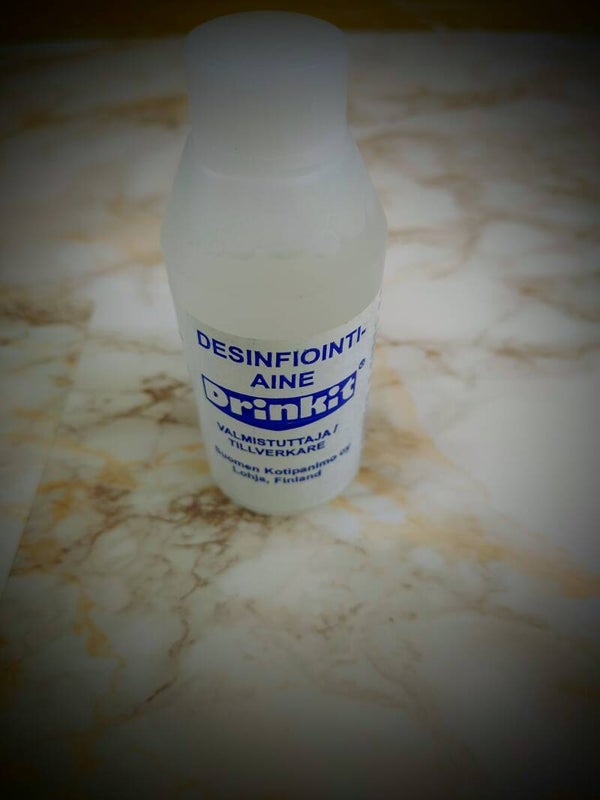 DESINFIOINTI-
AINE
Drinkit®
VALMISTUTTAJA/
TILLVERKARE
Suomen Kotipanimo oy
Lohja, Finland